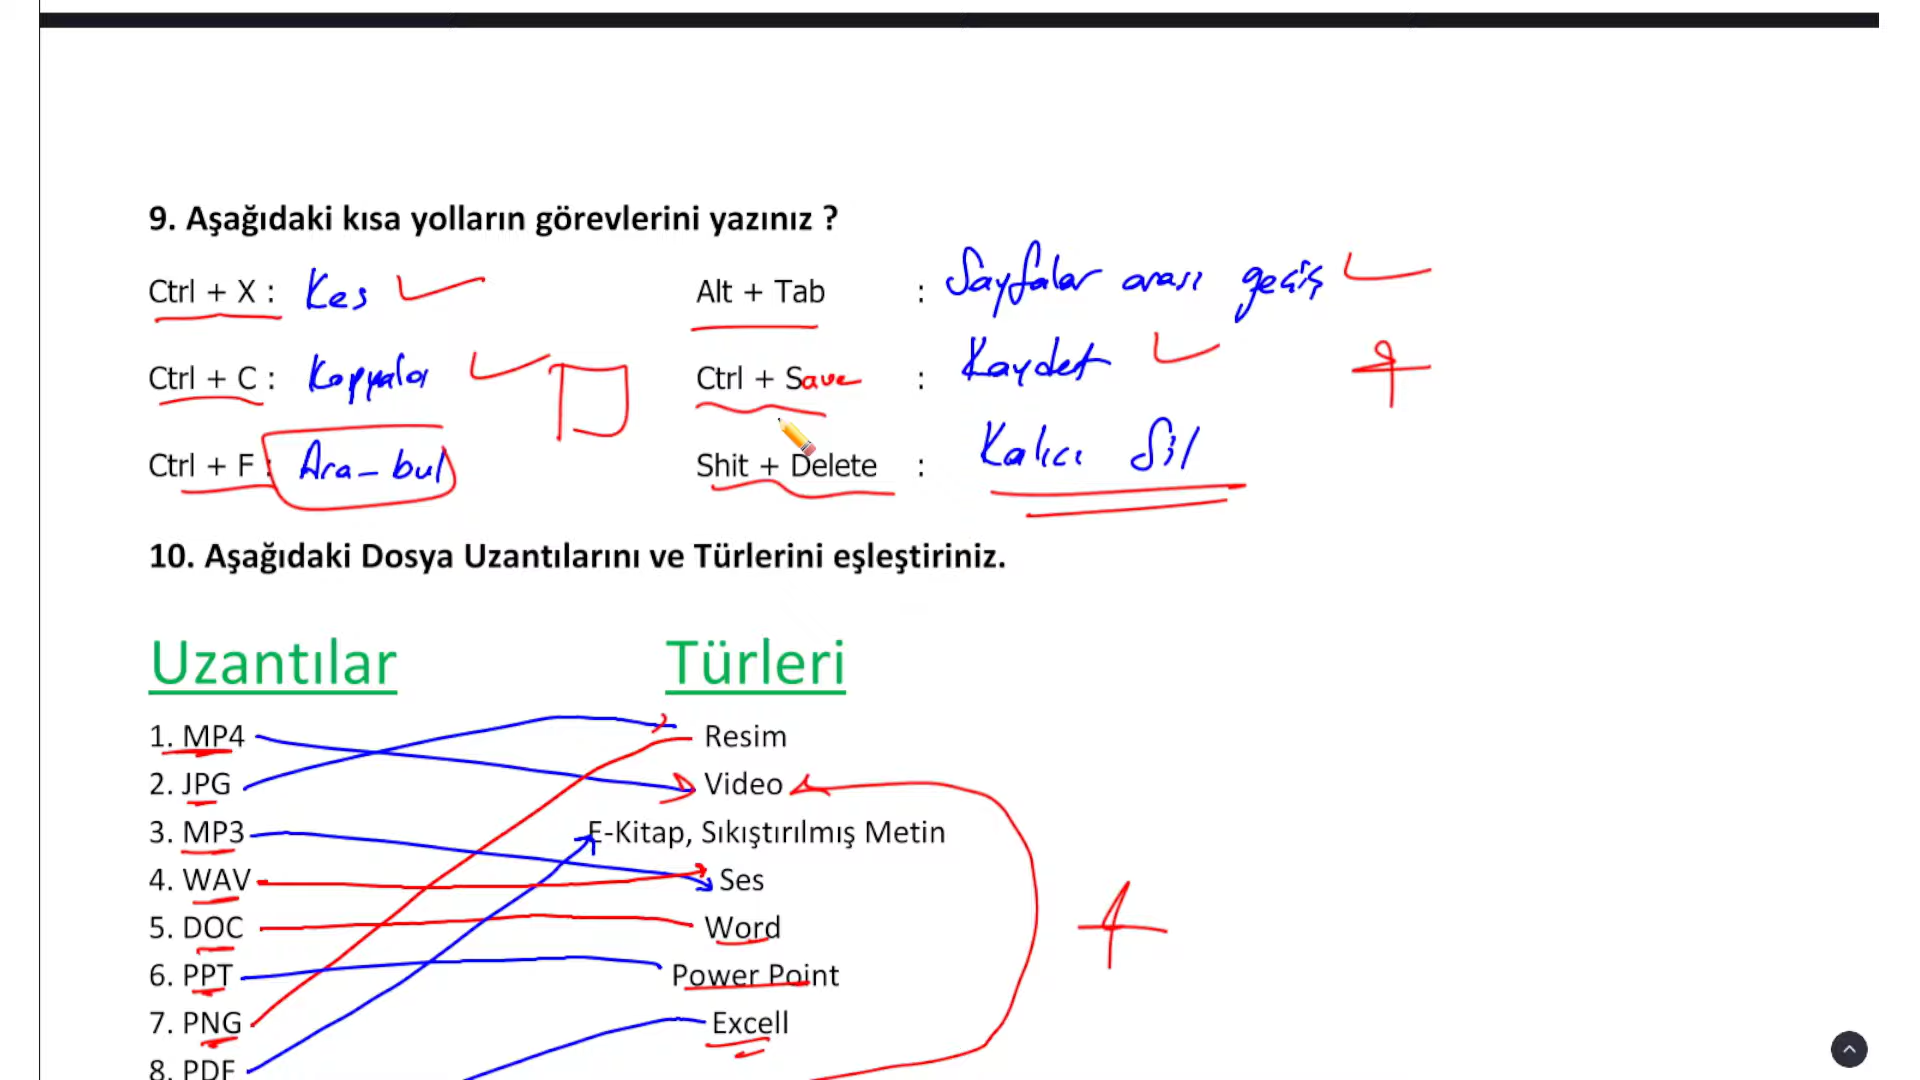 9. Aşağıdaki kısa yolların görevlerini yazınız ?
Ctrl + X : Kes Alt + Tab : Sayfalar arası geçiş
Ctrl + C : Kopyalar Ctrl + Save : Kaydet
Ctrl + F : Ara-bul Shit + Delete : Kalıcı Sil
10. Aşağıdaki Dosya Uzantılarını ve Türlerini eşleştiriniz.
Uzantılar Türleri
1. MP4 Resim
2. JPG Video
3. MP3 E-Kitap, Sıkıştırılmış Metin
4. WAV Ses
5. DOC Word
6. PPT Power Point
7. PNG Excell
8. PDF